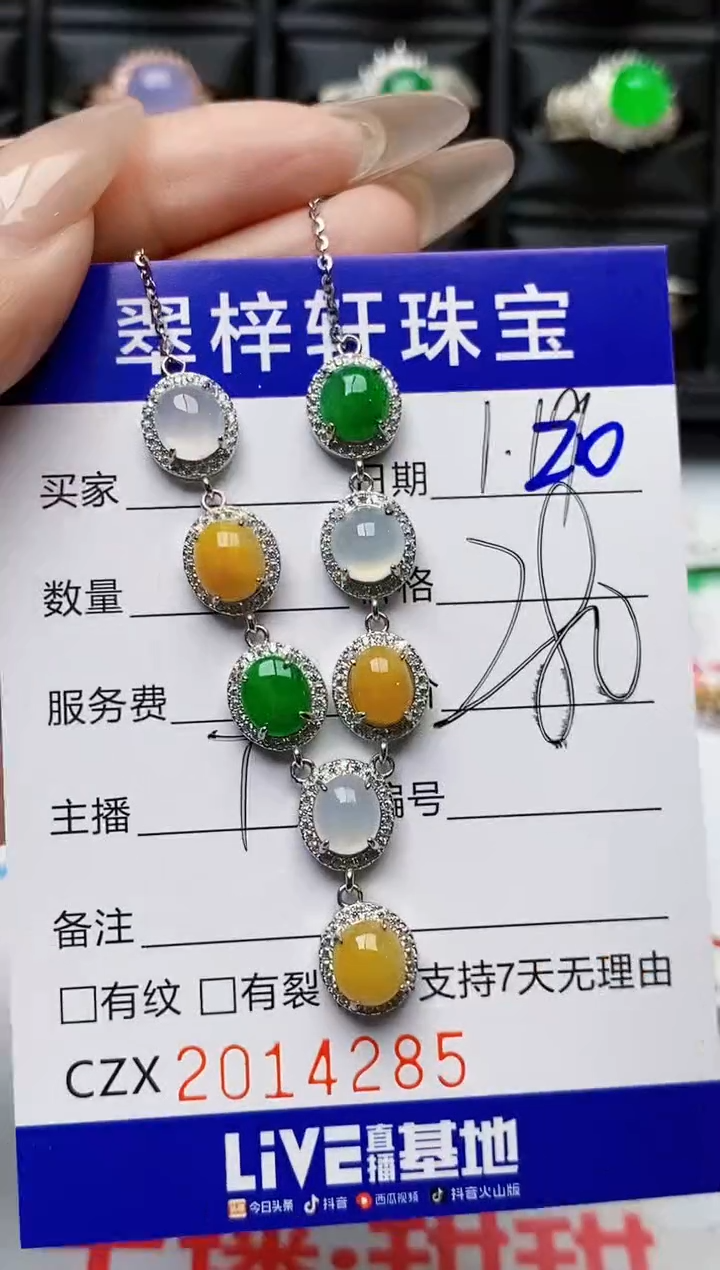 翠梓轩珠宝
买家 日期 1.19 20
数量 格
280
服务费 价
主播 编号
备注
□有纹 □有裂 支持7天无理由
CZX 2014285
LiVE直播基地
今日头条 抖音 西瓜视频 抖音火山版